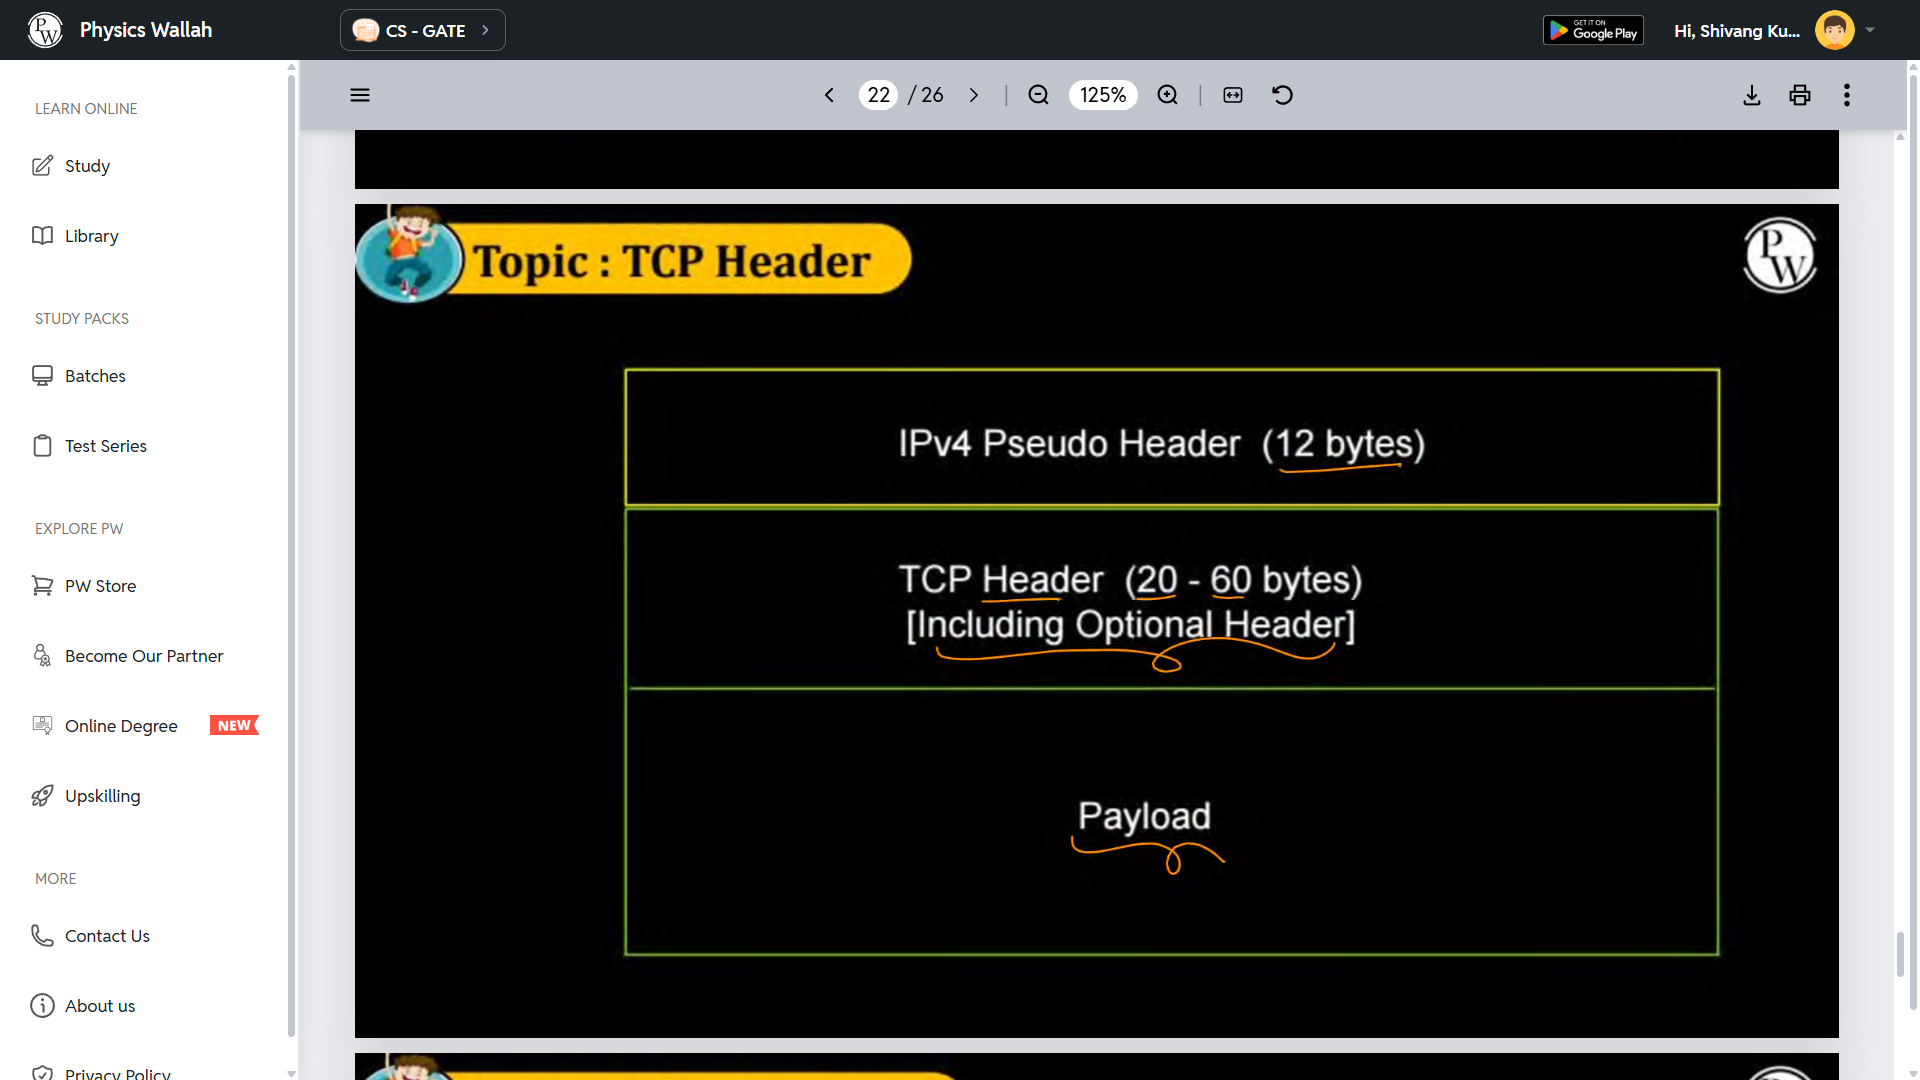 Physics Wallah
CS - GATE
GET IT ON
Google Play
Hi, Shivang Ku...
LEARN ONLINE
Study
Library
STUDY PACKS
Batches
Test Series
EXPLORE PW
PW Store
Become Our Partner
Online Degree NEW
Upskilling
MORE
Contact Us
About us
Privacy Policy
22 / 26
125%
Topic : TCP Header
PW
IPv4 Pseudo Header (12 bytes)
TCP Header (20 - 60 bytes)
[Including Optional Header]
Payload